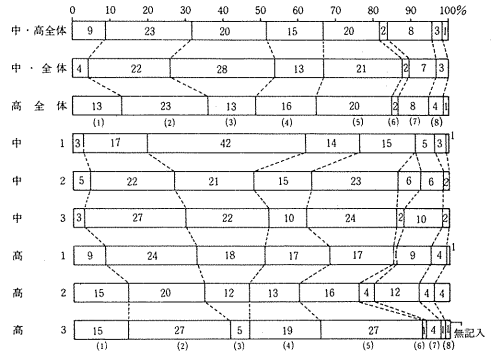 0 10 20 30 40 50 60 70 80 90 100%
中・高全体 9 23 32 15 20 2 8 3 1
中・全体 4 22 28 13 21 2 7 3
高全体 13 23 13 16 20 2 8 4 1
(1) (2) (3) (4) (5) (6) (7) (8)
中 1 3 17 42 14 15 5 3 1
中 2 5 22 21 15 23 6 6 2
中 3 3 27 22 10 24 2 10 2
高 1 9 24 18 17 17 9 4 1
高 2 15 20 12 13 16 4 12 4 4
高 3 15 27 5 19 27 1 4 1 1 無記入
(1) (2) (3) (4) (5) (6) (7) (8)